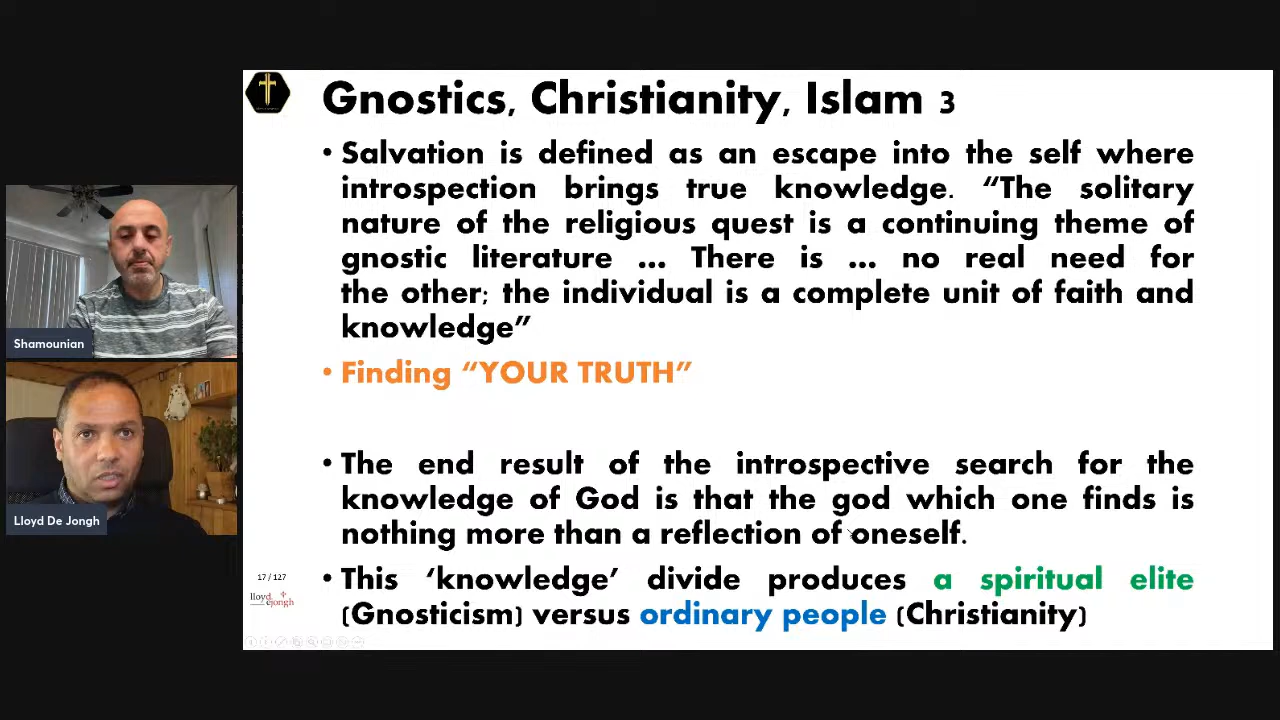 Gnostics, Christianity, Islam 3
• Salvation is defined as an escape into the self where
introspection brings true knowledge. “The solitary
nature of the religious quest is a continuing theme of
gnostic literature ... There is ... no real need for
the other; the individual is a complete unit of faith and
knowledge”
• Finding “YOUR TRUTH”
• The end result of the introspective search for the
knowledge of God is that the god which one finds is
nothing more than a reflection of oneself.
• This ‘knowledge’ divide produces a spiritual elite
(Gnosticism) versus ordinary people (Christianity)
17 / 127
lloyd
dejongh
Shamounian
Lloyd De Jongh